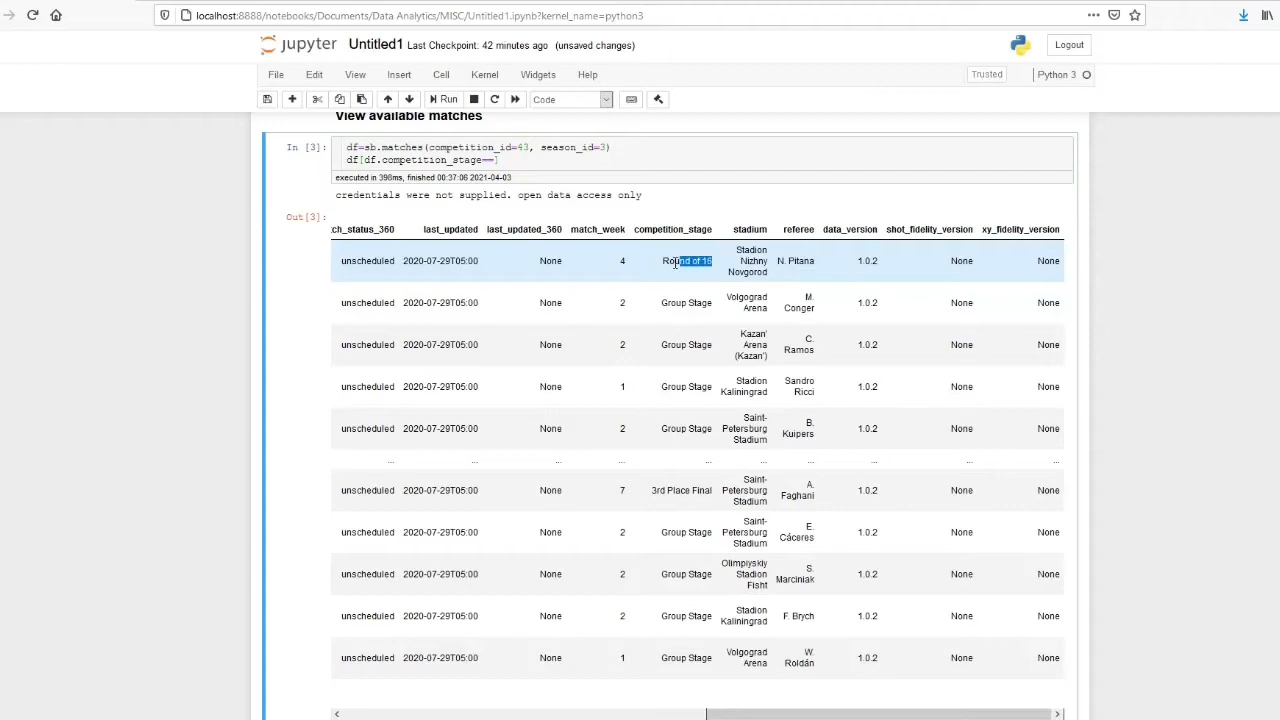 localhost:8888/notebooks/Documents/Data Analytics/MISC/Untitled1.ipynb?kernel_name=python3
jupyter Untitled1 Last Checkpoint: 42 minutes ago (unsaved changes)
Logout
File Edit View Insert Cell Kernel Widgets Help
Trusted
Python 3
Run
Code
View available matches
In [3]:
df=sb.matches(competition_id=43, season_id=3)
df[df.competition_stage==]
executed in 398ms, finished 00:37:06 2021-04-03
credentials were not supplied. open data access only
Out[3]:
tch_status_360 last_updated last_updated_360 match_week competition_stage stadium referee data_version shot_fidelity_version xy_fidelity_version
unscheduled 2020-07-29T05:00 None 4 Round of 16 Stadion Nizhny Novgorod N. Pitana 1.0.2 None None
unscheduled 2020-07-29T05:00 None 2 Group Stage Volgograd Arena M. Conger 1.0.2 None None
unscheduled 2020-07-29T05:00 None 2 Group Stage Kazan' Arena (Kazan') C. Ramos 1.0.2 None None
unscheduled 2020-07-29T05:00 None 1 Group Stage Stadion Kaliningrad Sandro Ricci 1.0.2 None None
unscheduled 2020-07-29T05:00 None 2 Group Stage Saint-Petersburg Stadium B. Kuipers 1.0.2 None None
... ... ... ... ... ... ... ... ... ...
unscheduled 2020-07-29T05:00 None 7 3rd Place Final Saint-Petersburg Stadium A. Faghani 1.0.2 None None
unscheduled 2020-07-29T05:00 None 2 Group Stage Saint-Petersburg Stadium E. Cáceres 1.0.2 None None
unscheduled 2020-07-29T05:00 None 2 Group Stage Olimpiyskiy Stadion Fisht S. Marciniak 1.0.2 None None
unscheduled 2020-07-29T05:00 None 2 Group Stage Stadion Kaliningrad F. Brych 1.0.2 None None
unscheduled 2020-07-29T05:00 None 1 Group Stage Volgograd Arena W. Roldán 1.0.2 None None